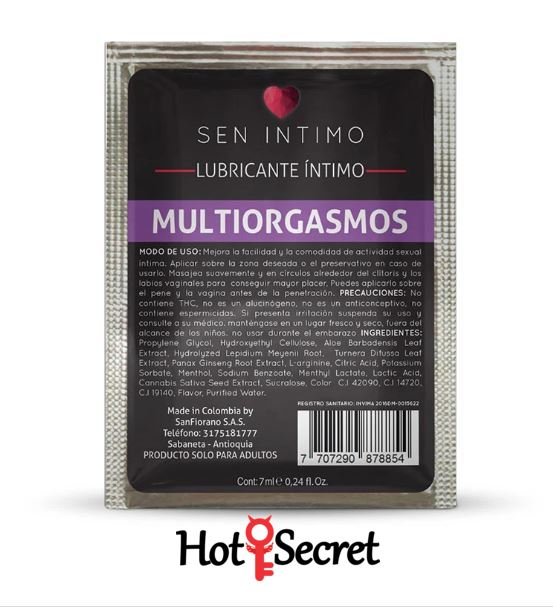 SEN INTIMO
LUBRICANTE ÍNTIMO
MULTIORGASMOS
MODO DE USO: Mejora la facilidad y la comodidad de actividad sexual
intima. Aplicar sobre la zona deseada o el preservativo en caso de
usarlo. Masajea suavemente y en círculos alrededor del clítoris y los
labios vaginales para conseguir mayor placer. Puedes aplicarlo sobre
el pene y la vagina antes de la penetración. PRECAUCIONES: No
contiene THC, no es un alucinógeno, no es un anticonceptivo, no
contiene espermicidas. Si presenta irritación suspenda su uso y
consulte a su médico. manténgase en un lugar fresco y seco, fuera del
alcance de los niños. no usar durante el embarazo INGREDIENTES:
Propylene Glycol, Hydroxyethyl Cellulose, Aloe Barbadensis Leaf
Extract, Hydrolyzed Lepidium Meyenii Root, Turnera Difussa Leaf
Extract, Panax Ginseng Root Extract, L-arginine, Citric Acid, Potassium
Sorbate, Menthol, Sodium Benzoate, Menthyl Lactate, Lactic Acid,
Cannabis Sativa Seed Extract, Sucralose, Color C.I 42090, C.I 14720,
C.I 19140, Flavor, Purified Water.
REGISTRO SANITARIO: INVIMA 2016DM-0015622
Made in Colombia by
SanFiorano S.A.S.
Teléfono: 3175181777
Sabaneta - Antioquia
PRODUCTO SOLO PARA ADULTOS
7 707290 878854
Cont: 7 ml e 0,24 fl. Oz.
Hot Secret